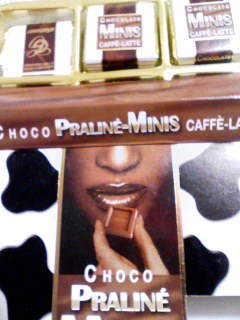 CHOCOLATE
MINIS
CAFFÈ-LATTE
CHOCOLATE
MINIS
CAFFÈ-LATTE
CHOCO PRALINÉ-MINIS CAFFÈ-LA
CHOCO
PRALINÉ